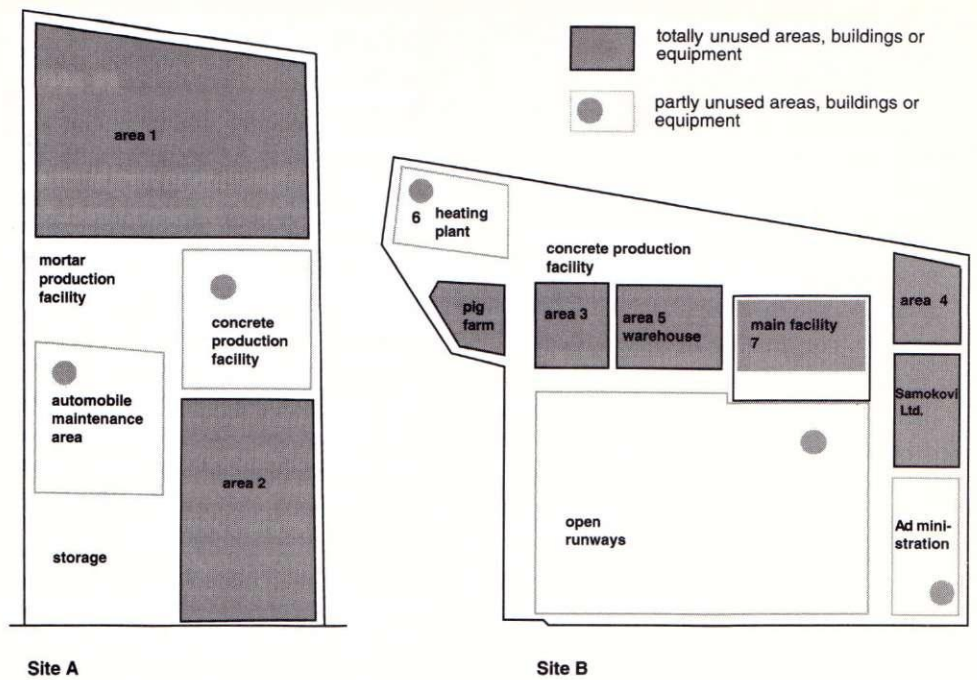 totally unused areas, buildings or
equipment
partly unused areas, buildings or
equipment
area 1
mortar
production
facility
concrete
production
facility
automobile
maintenance
area
area 2
storage
Site A
6 heating
plant
concrete production
facility
pig
farm
area 3
area 5
warehouse
main facility
7
area 4
Samokovi
Ltd.
open
runways
Ad mini-
stration
Site B